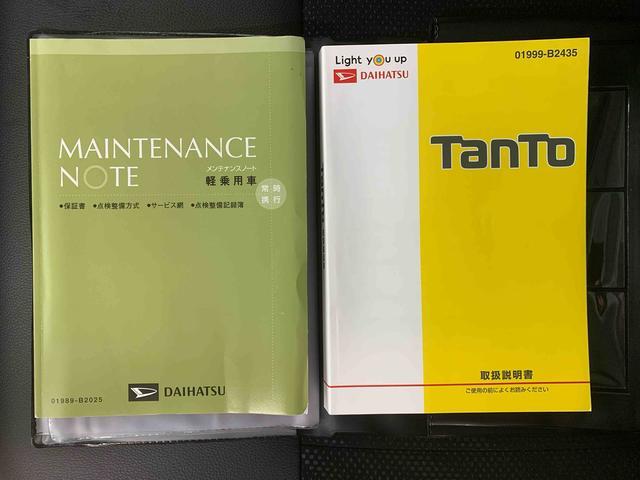 MAINTENANCE
NOTE
メンテナンスノート
軽乗用車
常時
携行
●保証書 ●点検整備方式 ●サービス網 ●点検整備記録簿
01989-B2025
DAIHATSU
Light you up
DAIHATSU
01999-B2435
TanTo
取扱説明書
ご使用の前によくお読みください